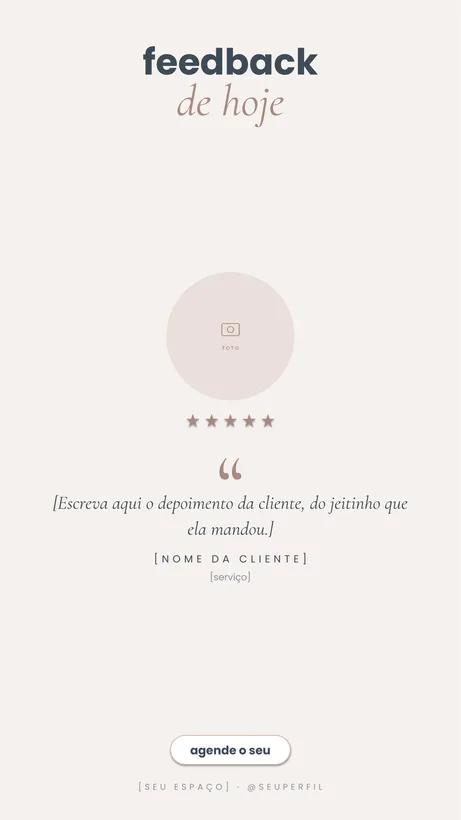 feedback
de hoje
FOTO
“
[Escreva aqui o depoimento da cliente, do jeitinho que
ela mandou.]
[NOME DA CLIENTE]
[serviço]
agende o seu
[SEU ESPAÇO] · @SEUPERFIL